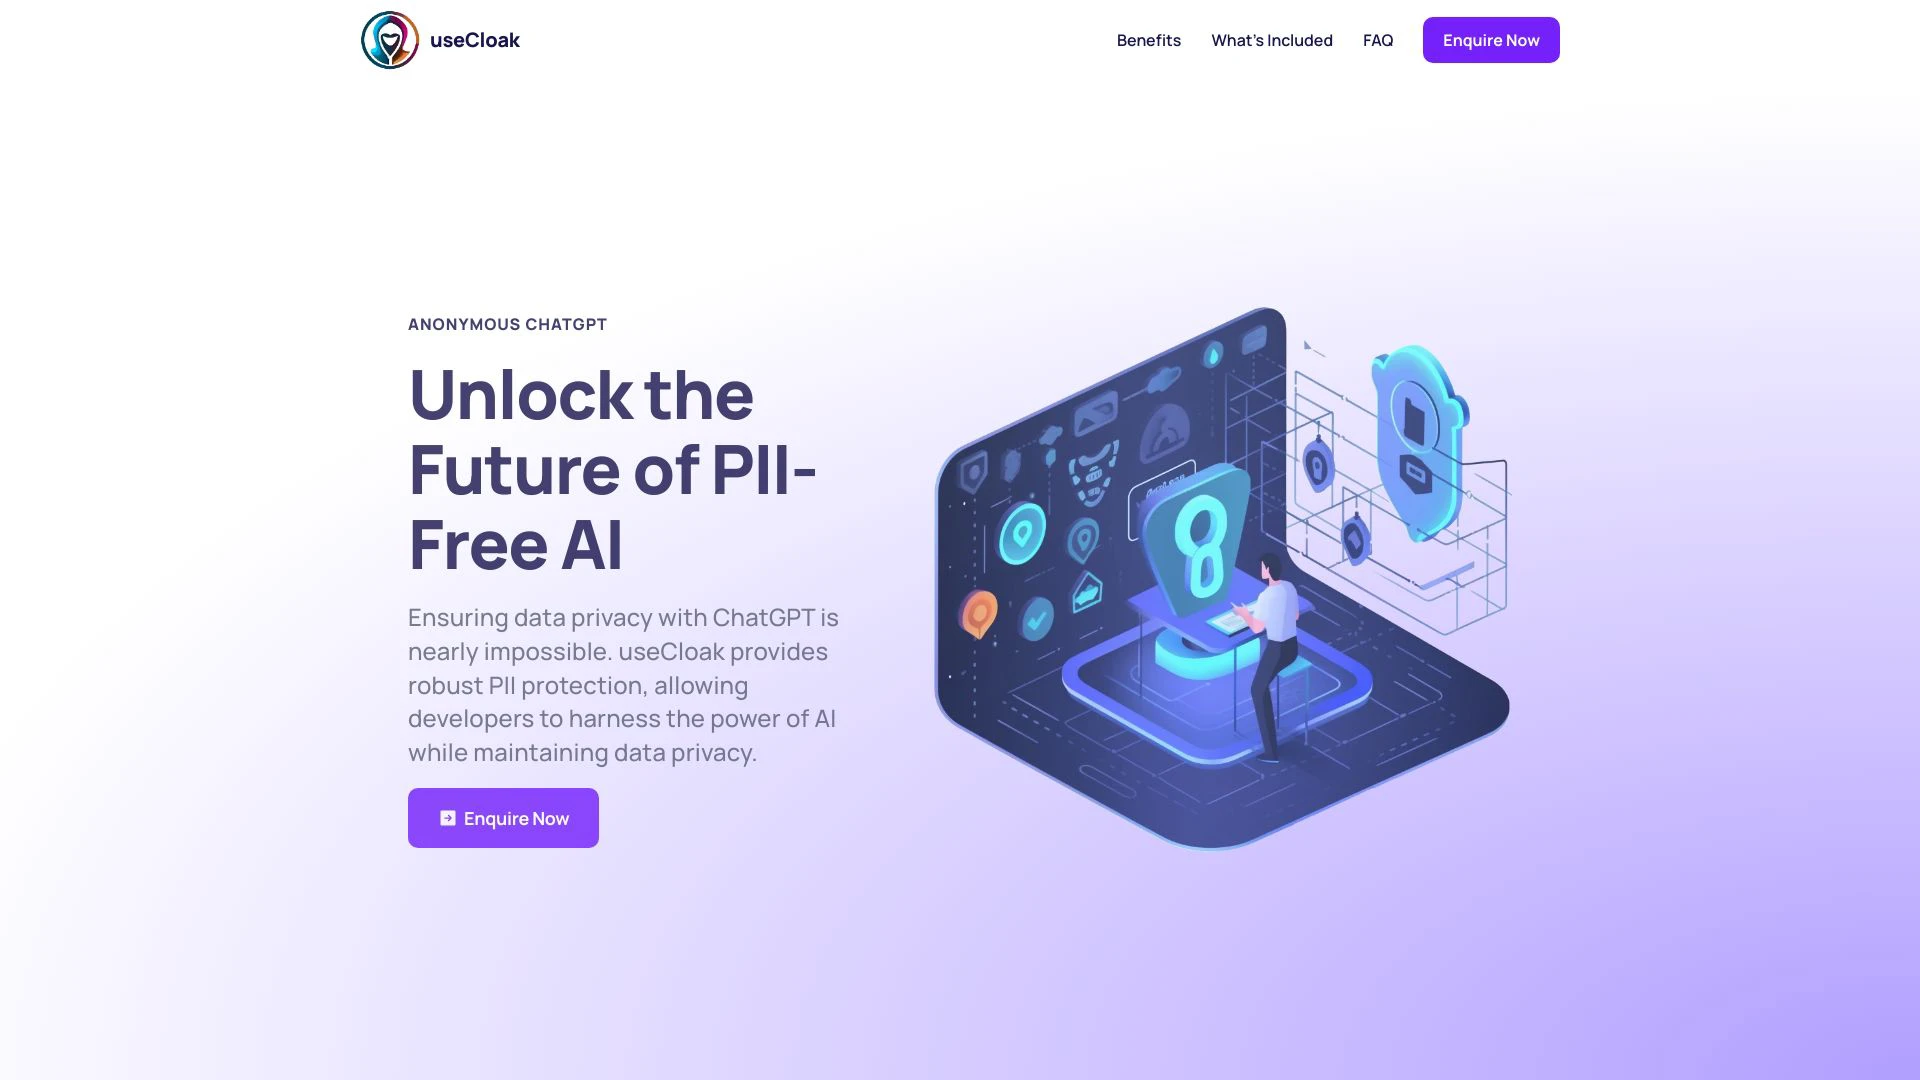 useCloak
Benefits
What's Included
FAQ
Enquire Now
ANONYMOUS CHATGPT
Unlock the
Future of PII-
Free AI
Ensuring data privacy with ChatGPT is
nearly impossible. useCloak provides
robust PII protection, allowing
developers to harness the power of AI
while maintaining data privacy.
Enquire Now